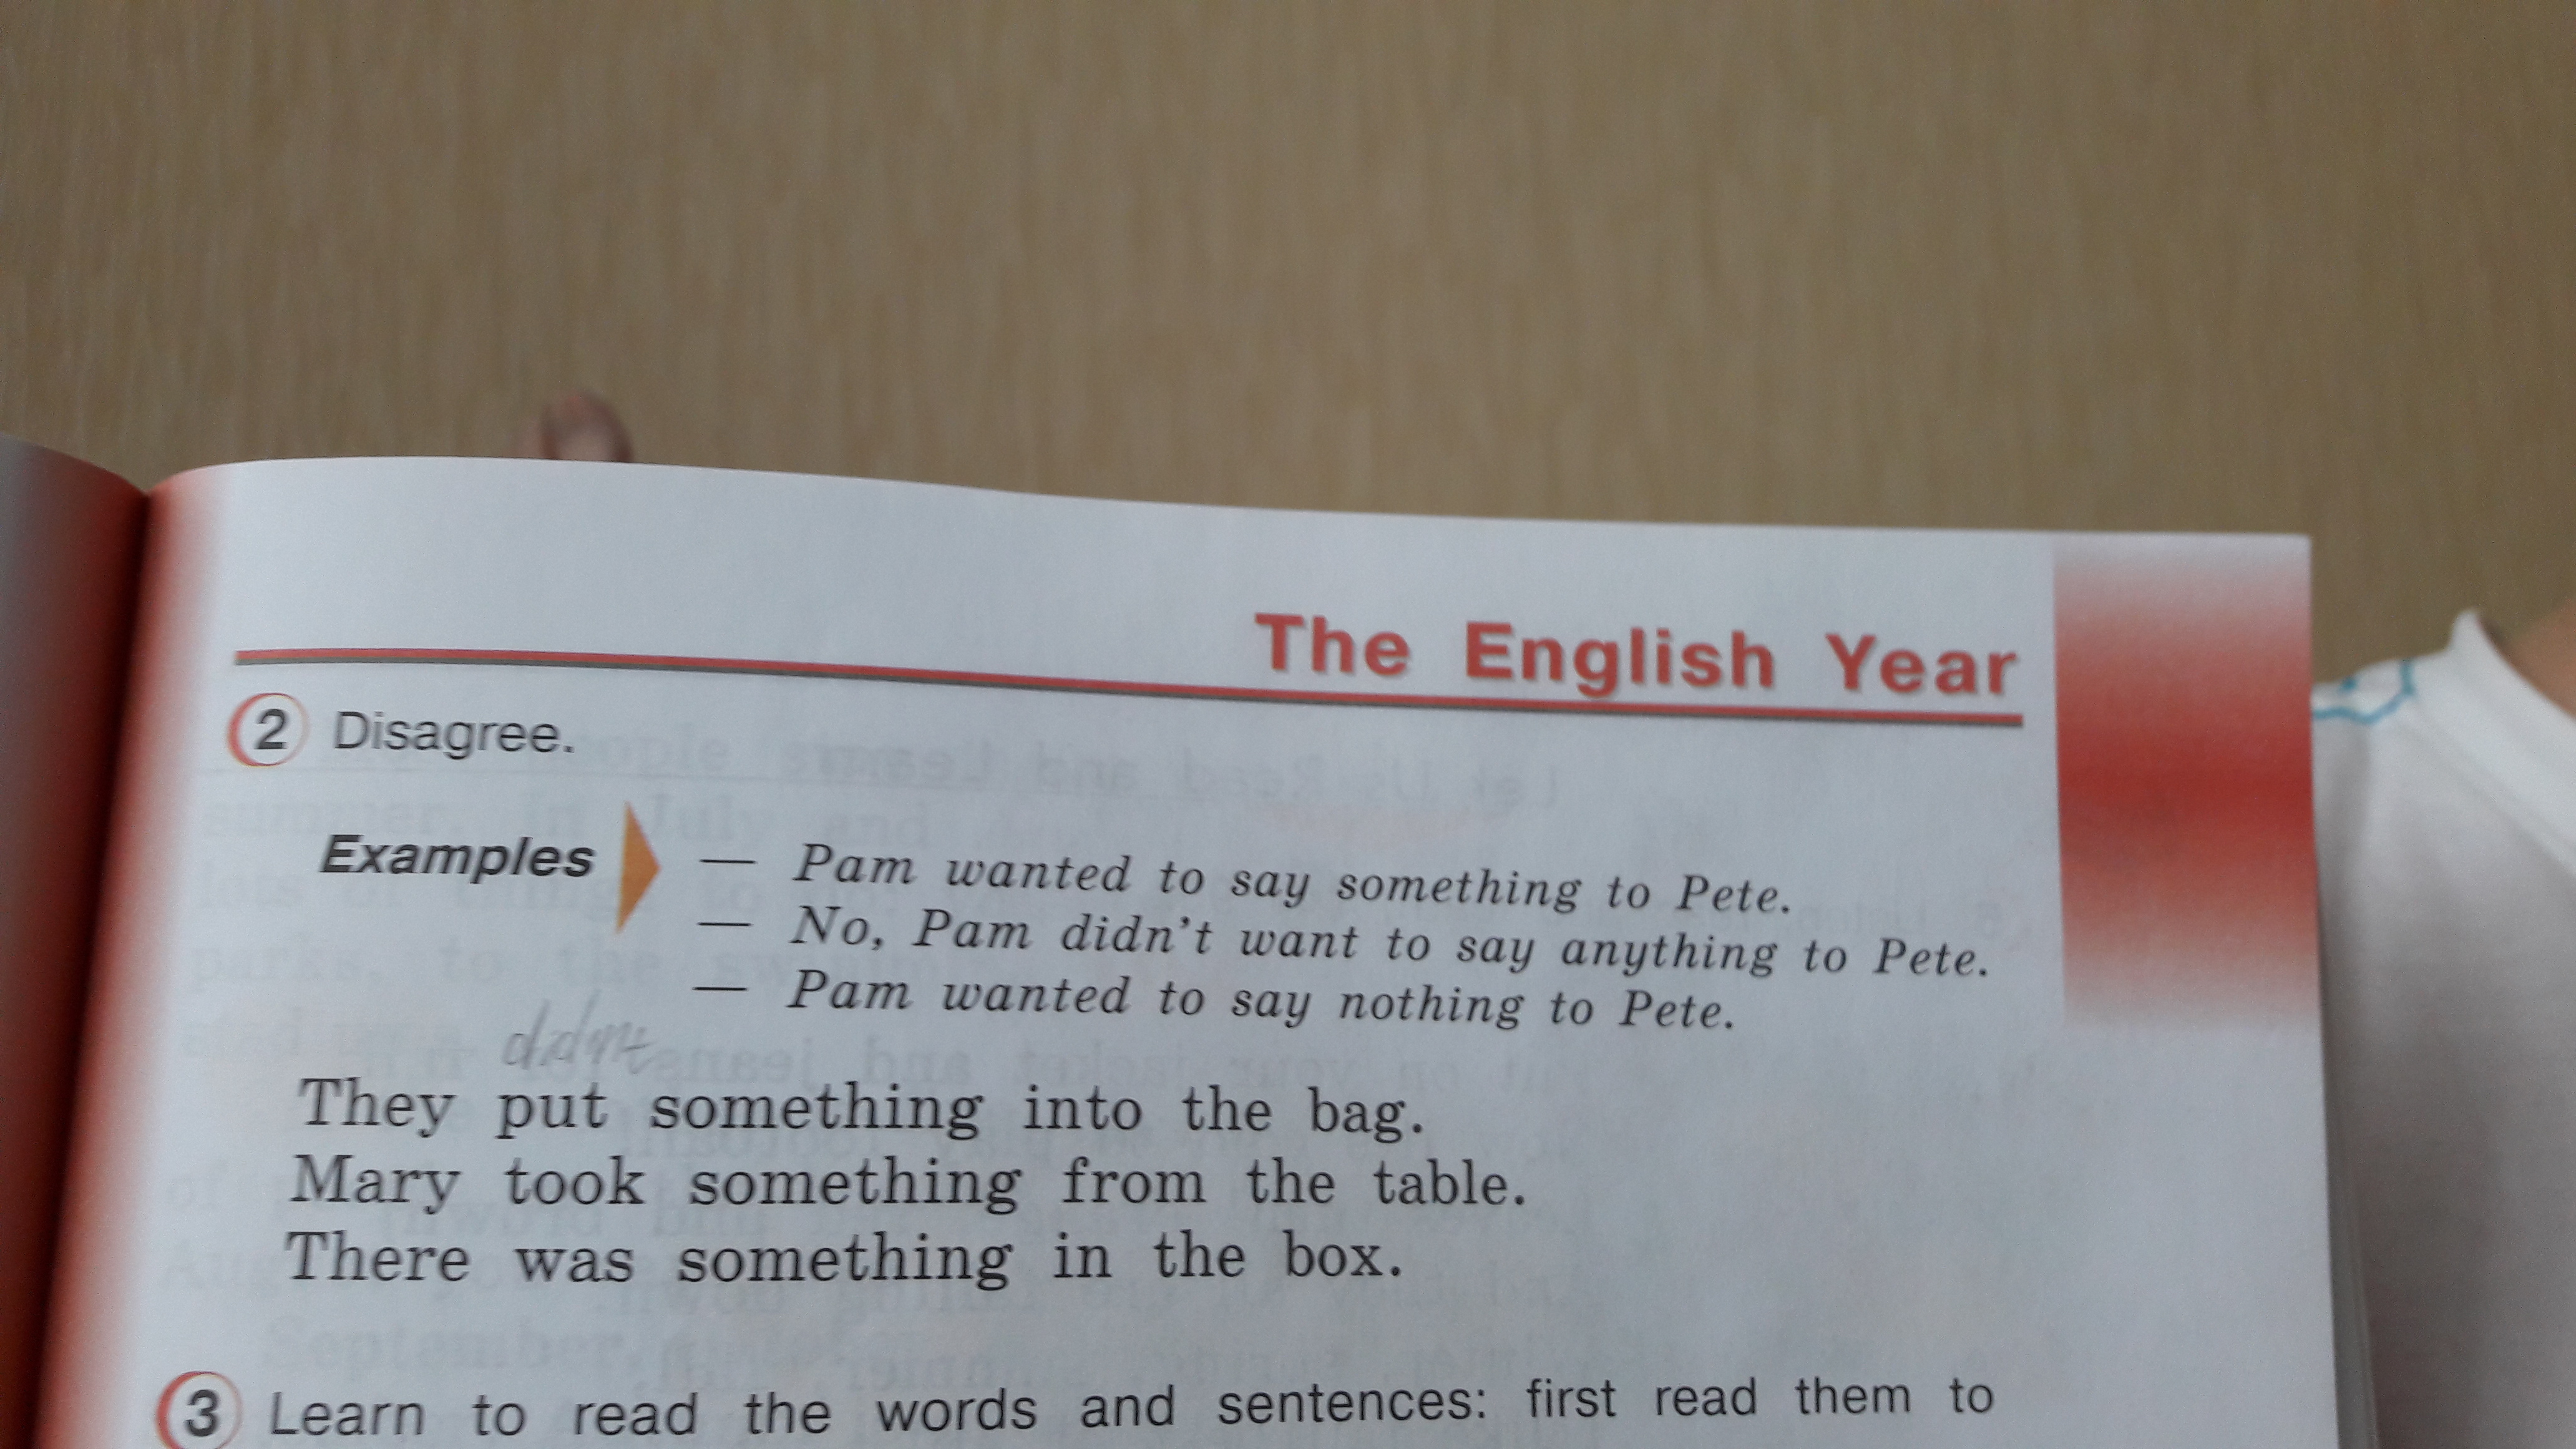 The English Year
2 Disagree.
Examples — Pam wanted to say something to Pete.
— No, Pam didn't want to say anything to Pete.
— Pam wanted to say nothing to Pete.
They put something into the bag.
Mary took something from the table.
There was something in the box.
3 Learn to read the words and sentences: first read them to